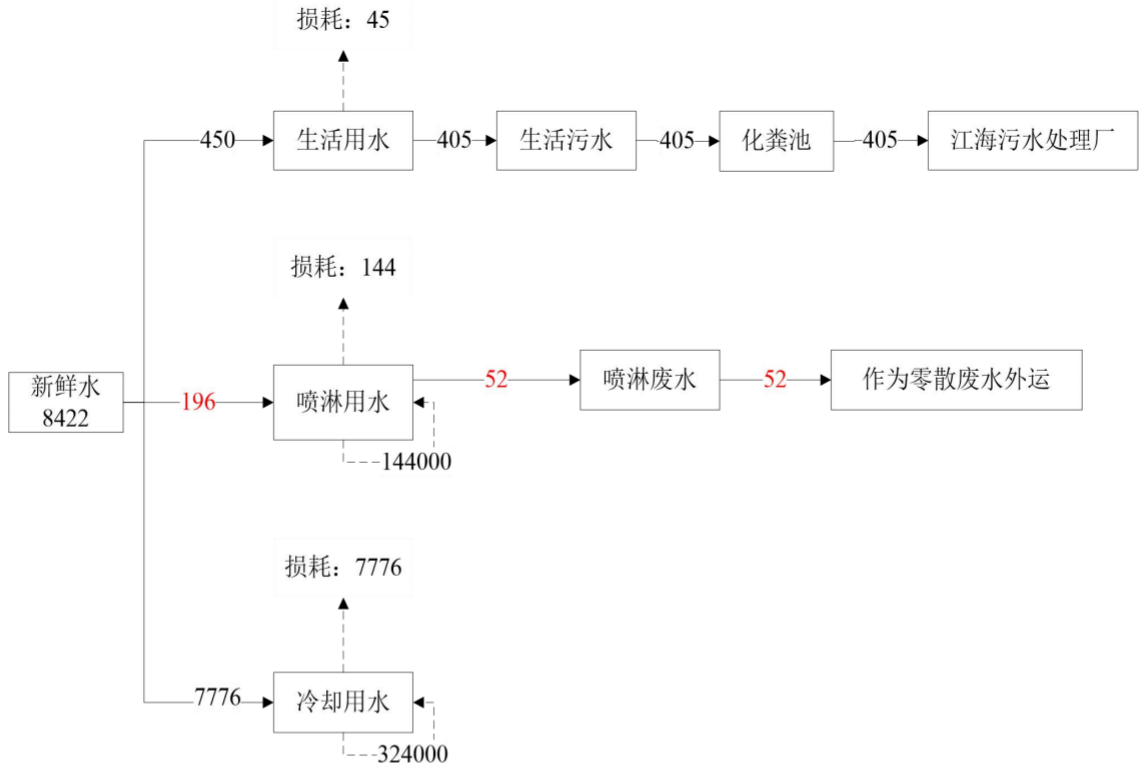 损耗：45
450
生活用水
405
生活污水
405
化粪池
405
江海污水处理厂
损耗：144
新鲜水
8422
196
喷淋用水
52
喷淋废水
52
作为零散废水外运
144000
损耗：7776
7776
冷却用水
324000